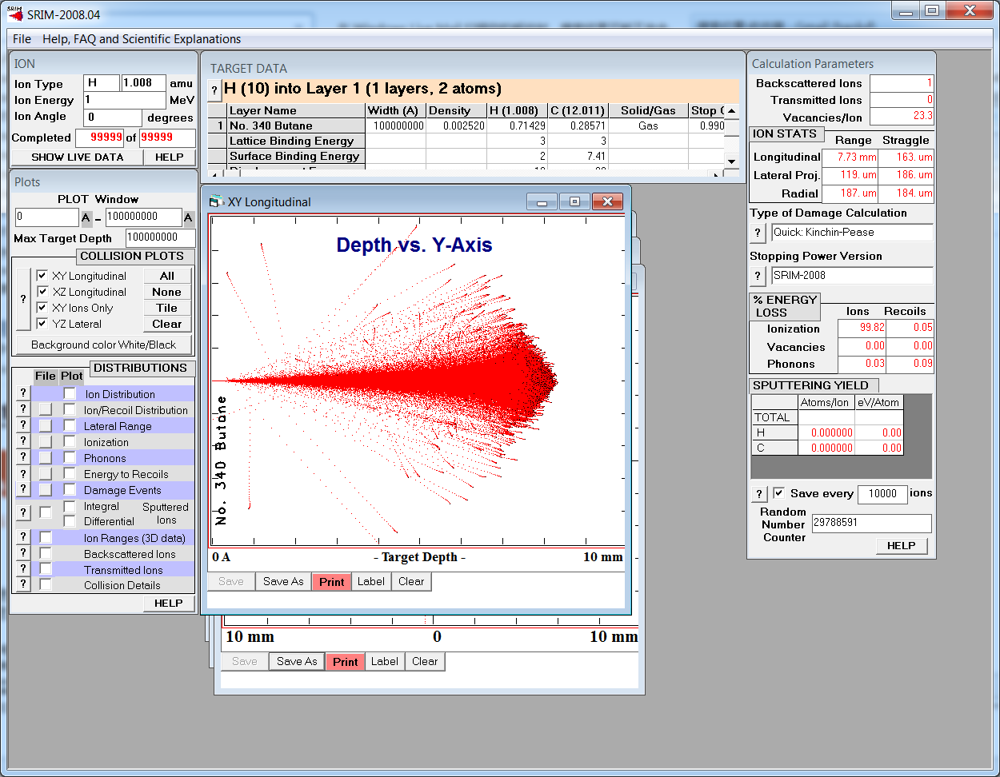 SRIM-2008.04
File Help, FAQ and Scientific Explanations
ION
Ion Type H 1.008 amu
Ion Energy 1 MeV
Ion Angle 0 degrees
Completed 99999 of 99999
SHOW LIVE DATA HELP
Plots
PLOT Window
0 A - 100000000 A
Max Target Depth 100000000
COLLISION PLOTS
? XY Longitudinal All
XZ Longitudinal None
XY Ions Only Tile
YZ Lateral Clear
Background color White/Black
DISTRIBUTIONS
File Plot
? Ion Distribution
? Ion/Recoil Distribution
? Lateral Range
? Ionization
? Phonons
? Energy to Recoils
? Damage Events
? Integral Sputtered
Differential Ions
? Ion Ranges (3D data)
? Backscattered Ions
? Transmitted Ions
? Collision Details
HELP
TARGET DATA
? H (10) into Layer 1 (1 layers, 2 atoms)
Layer Name Width (A) Density H (1.008) C (12.011) Solid/Gas Stop
1 No. 340 Butane 100000000 0.002520 0.71429 0.28571 Gas 0.990
Lattice Binding Energy 3 3
Surface Binding Energy 2 7.41
XY Longitudinal
Depth vs. Y-Axis
No. 340 Butane
0 A - Target Depth - 10 mm
Save Save As Print Label Clear
10 mm 0 10 mm
Save Save As Print Label Clear
Calculation Parameters
Backscattered Ions 1
Transmitted Ions 0
Vacancies/Ion 23.3
ION STATS Range Straggle
Longitudinal 7.73 mm 163. um
Lateral Proj. 119. um 186. um
Radial 187. um 184. um
Type of Damage Calculation
? Quick: Kinchin-Pease
Stopping Power Version
? SRIM-2008
% ENERGY LOSS Ions Recoils
Ionization 99.82 0.05
Vacancies 0.00 0.00
Phonons 0.03 0.09
SPUTTERING YIELD
Atoms/Ion eV/Atom
TOTAL
H 0.000000 0.00
C 0.000000 0.00
? Save every 10000 ions
Random Number Counter 29788591
HELP